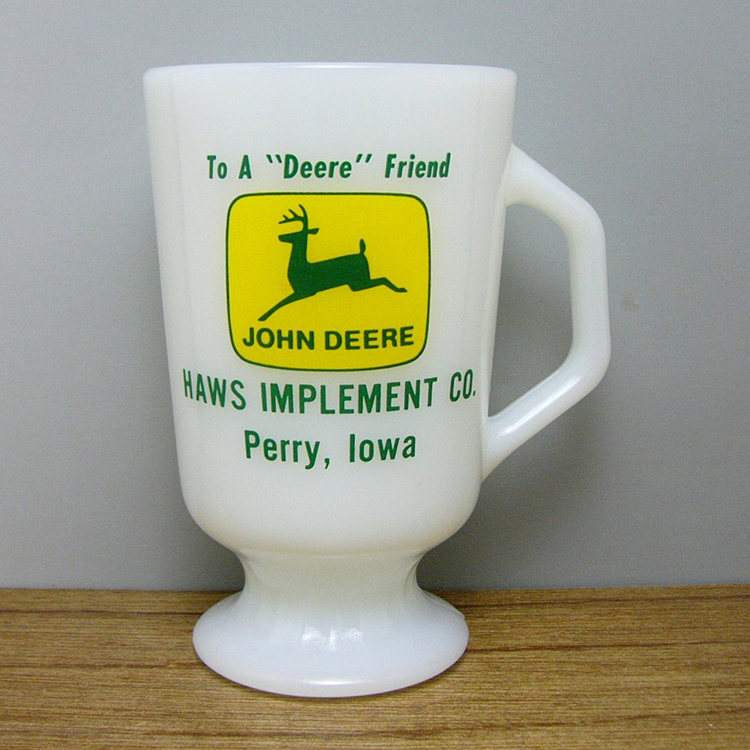 To A "Deere" Friend
JOHN DEERE
HAWS IMPLEMENT CO.
Perry, Iowa